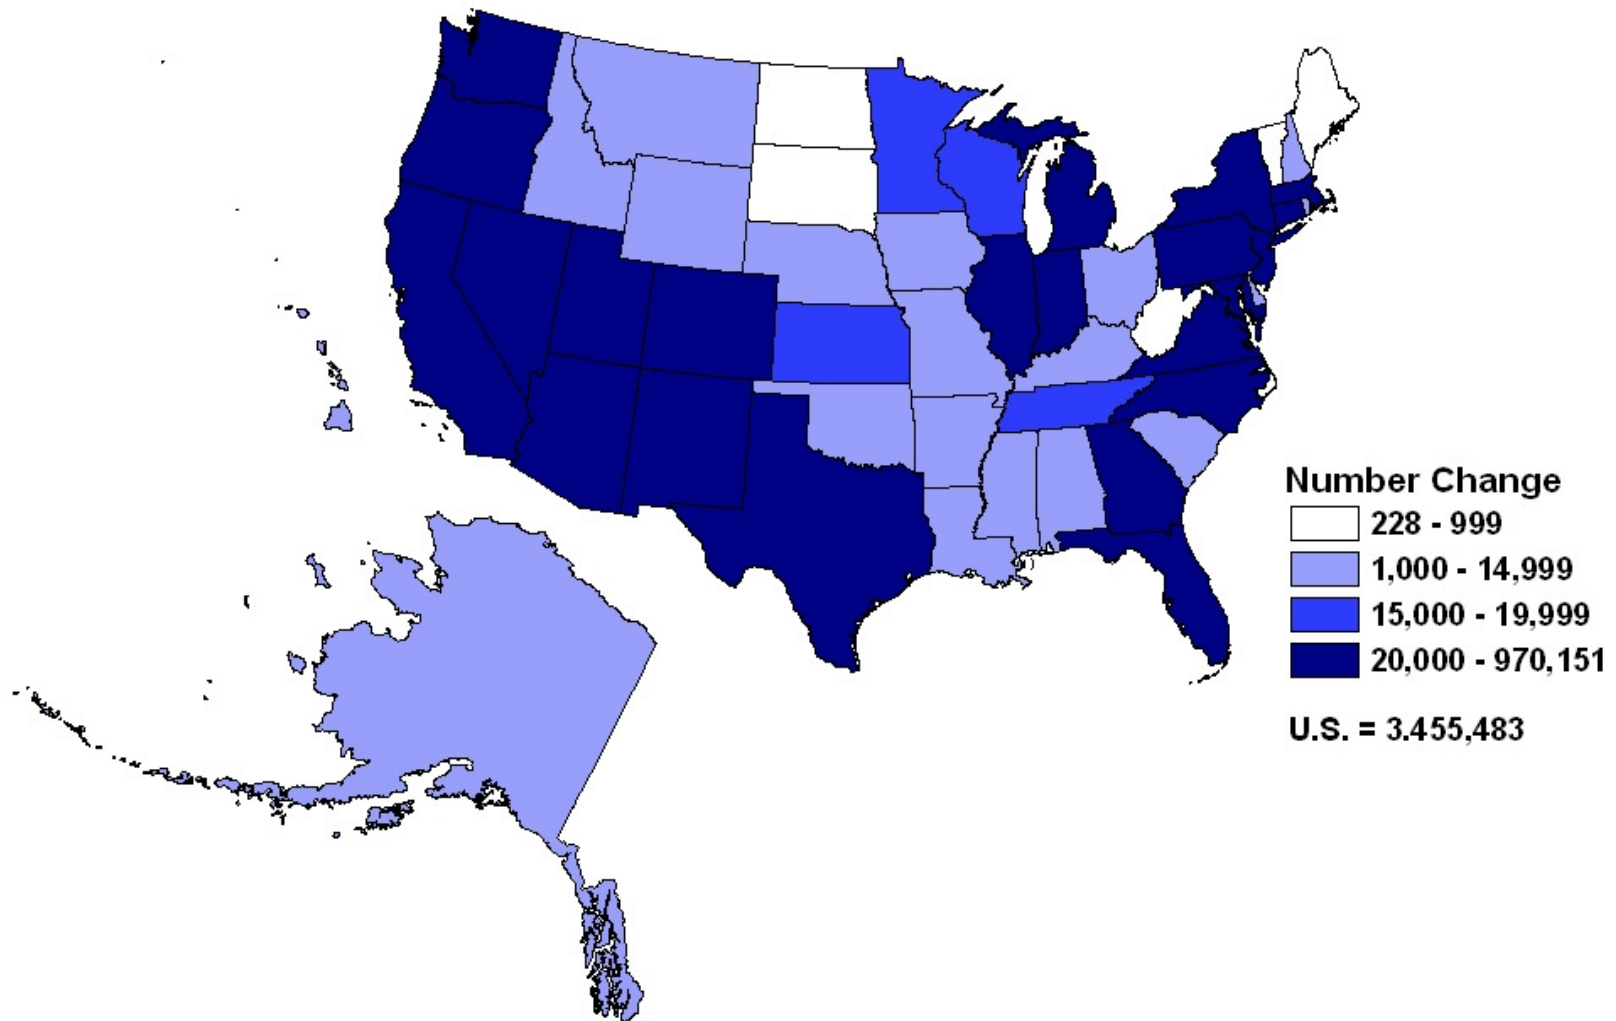 Number Change
228 - 999
1,000 - 14,999
15,000 - 19,999
20,000 - 970,151
U.S. = 3.455,483